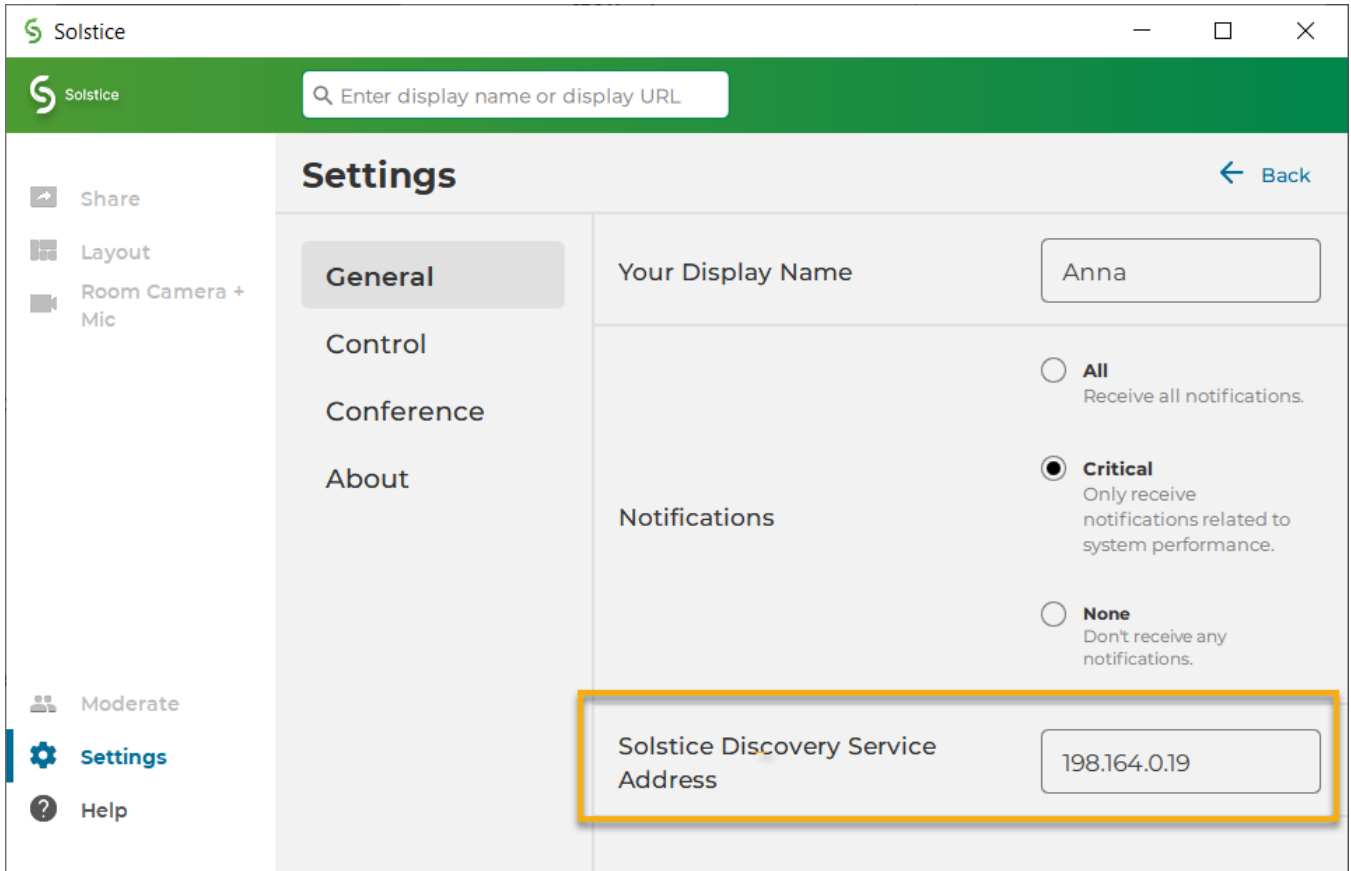 Solstice
Solstice
Enter display name or display URL
Share
Layout
Room Camera +
Mic
Moderate
Settings
Help
Settings
Back
General
Control
Conference
About
Your Display Name
Anna
Notifications
All
Receive all notifications.
Critical
Only receive
notifications related to
system performance.
None
Don't receive any
notifications.
Solstice Discovery Service
Address
198.164.0.19